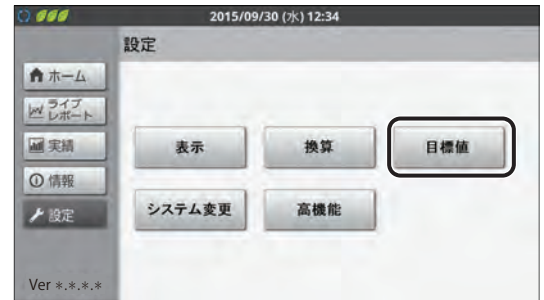 2015/09/30 (水) 12:34
設定
ホーム
ライブ
レポート
実績
情報
設定
表示
換算
目標値
システム変更
高機能
Ver *.*.*.*